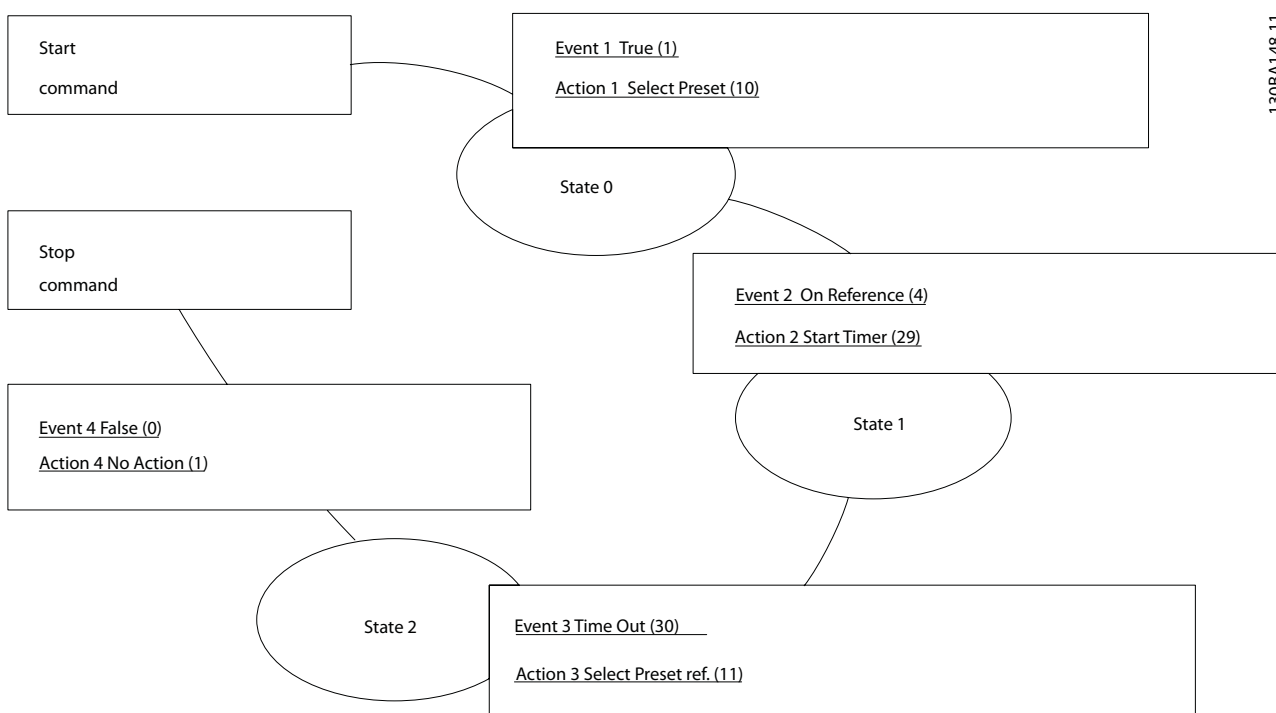 Start
command
Event 1 True (1)
Action 1 Select Preset (10)
130BA148.11
State 0
Stop
command
Event 2 On Reference (4)
Action 2 Start Timer (29)
State 1
Event 4 False (0)
Action 4 No Action (1)
State 2
Event 3 Time Out (30)
Action 3 Select Preset ref. (11)